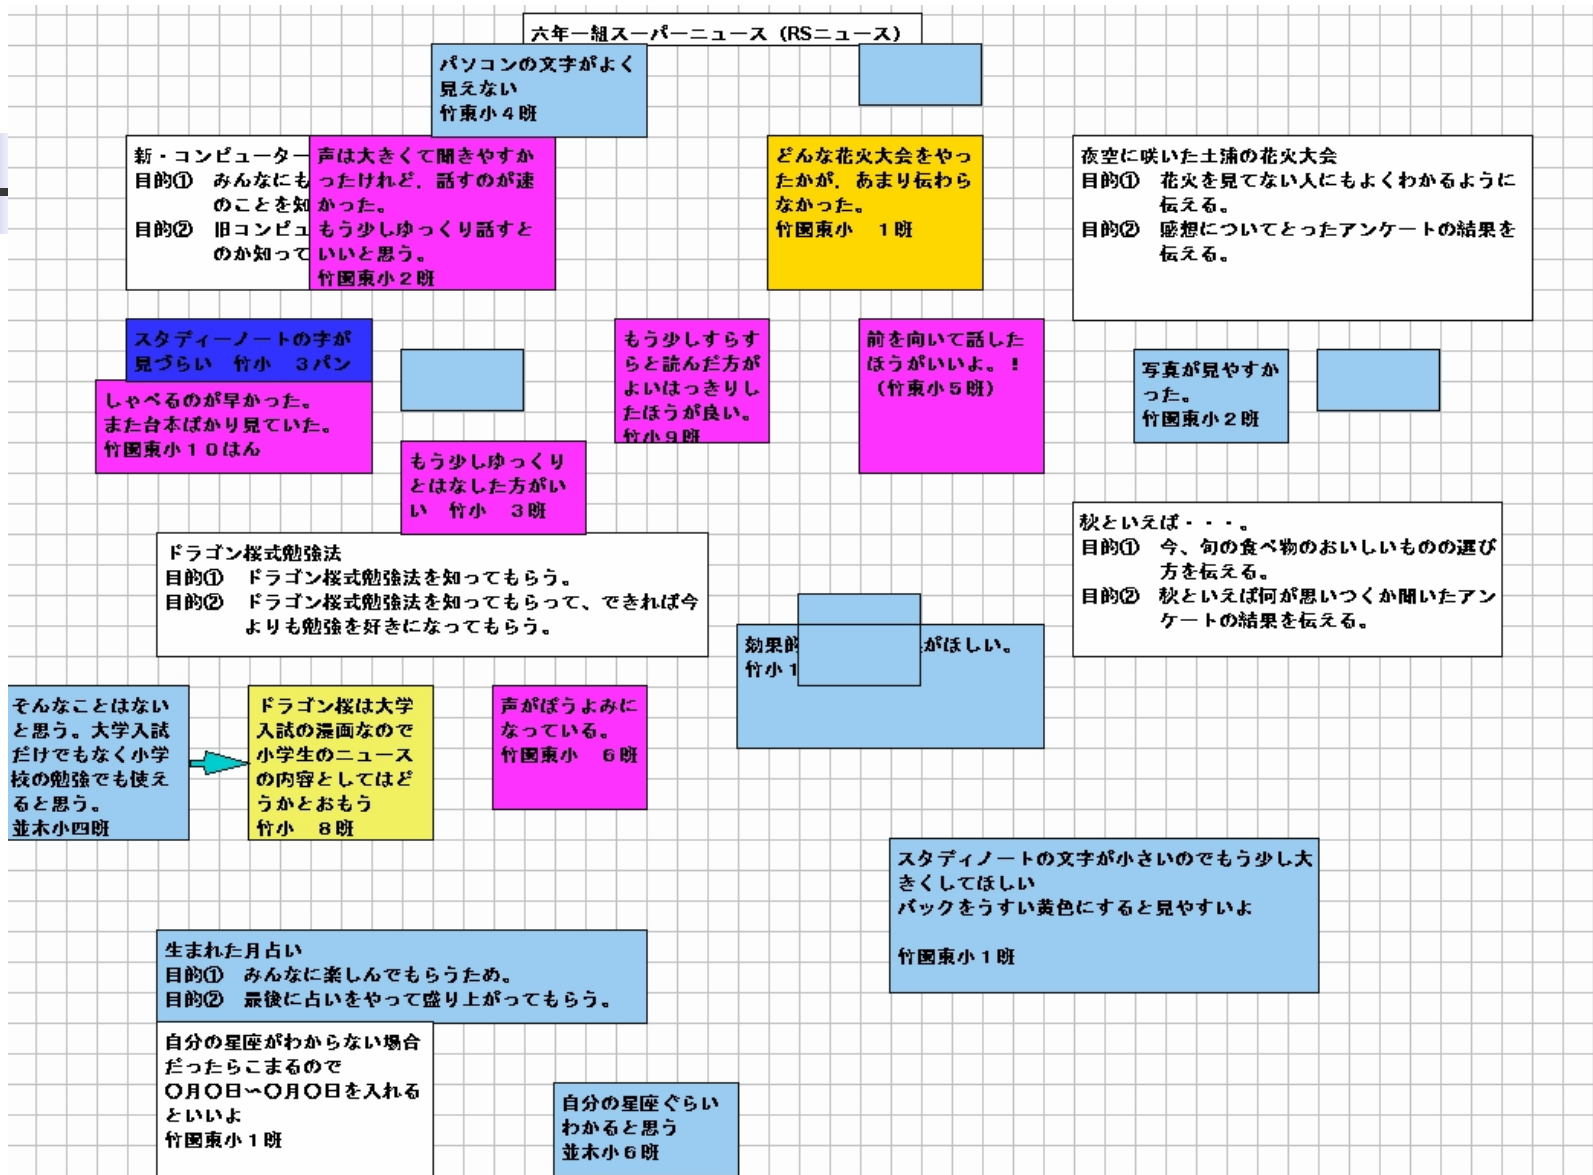 六年一組スーパーニュース（RSニュース）
パソコンの文字がよく
見えない
竹東小４班
新・コンピューター
目的①　みんなにも
のことを知
目的②　旧コンピュ
のか知って
声は大きくて聞きやすか
ったけれど，話すのが速
かった。
もう少しゆっくり話すと
いいと思う。
竹園東小２班
どんな花火大会をやっ
たかが，あまり伝わら
なかった。
竹園東小　１班
夜空に咲いた土浦の花火大会
目的①　花火を見てない人にもよくわかるように
伝える。
目的②　感想についてとったアンケートの結果を
伝える。
スタディーノートの字が
見づらい　竹小　３パン
しゃべるのが早かった。
また台本ばかり見ていた。
竹園東小１０はん
もう少しすらす
らと読んだ方が
よいはっきりし
たほうが良い。
竹小９班
前を向いて話した
ほうがいいよ。！
（竹東小５班）
写真が見やすか
った。
竹園東小２班
もう少しゆっくり
とはなした方がい
い　竹小　３班
秋といえば・・・。
目的①　今、旬の食べ物のおいしいものの選び
方を伝える。
目的②　秋といえば何が思いつくか聞いたアン
ケートの結果を伝える。
ドラゴン桜式勉強法
目的①　ドラゴン桜式勉強法を知ってもらう。
目的②　ドラゴン桜式勉強法を知ってもらって、できれば今
よりも勉強を好きになってもらう。
効果的 がほしい。
竹小１
そんなことはない
と思う。大学入試
だけでもなく小学
校の勉強でも使え
ると思う。
並木小四班
ドラゴン桜は大学
入試の漫画なので
小学生のニュース
の内容としてはど
うかとおもう
竹小　８班
声がぼうよみに
なっている。
竹園東小　６班
スタディノートの文字が小さいのでもう少し大
きくしてほしい
バックをうすい黄色にすると見やすいよ
竹園東小１班
生まれた月占い
目的①　みんなに楽しんでもらうため。
目的②　最後に占いをやって盛り上がってもらう。
自分の星座がわからない場合
だったらこまるので
〇月〇日～〇月〇日を入れる
といいよ
竹園東小１班
自分の星座ぐらい
わかると思う
並木小６班